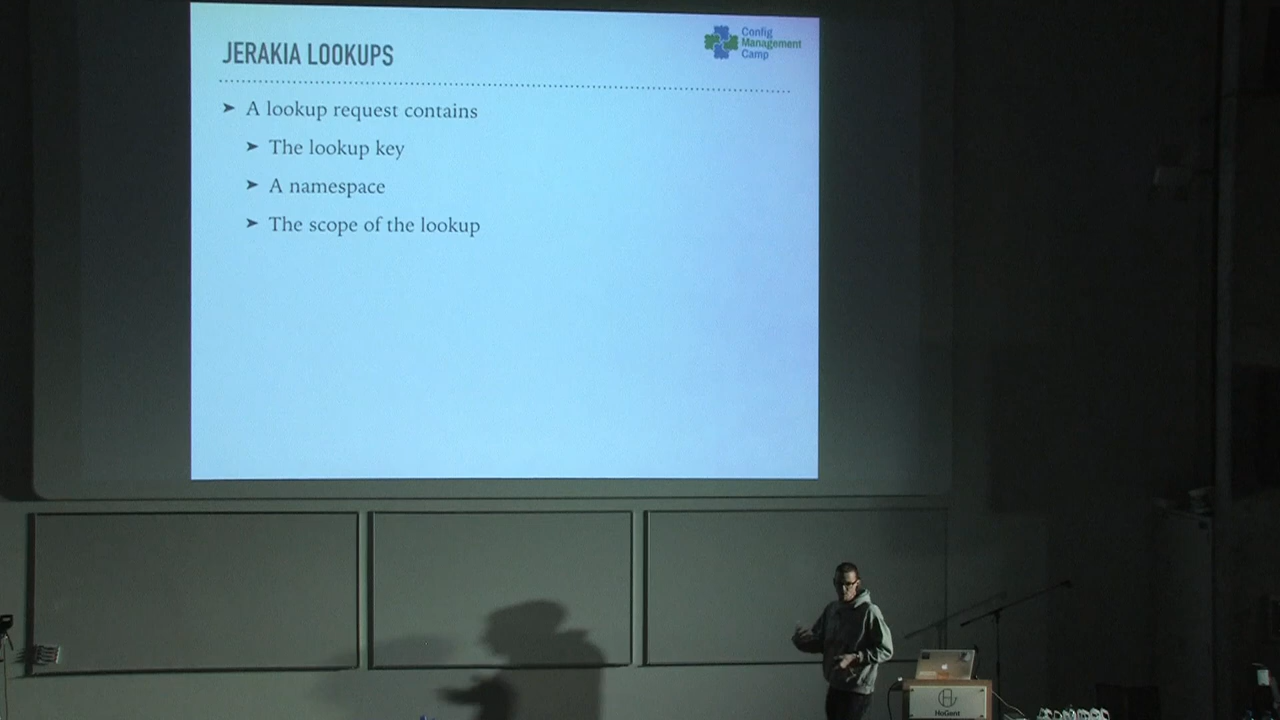 JERAKIA LOOKUPS
Config
Management
Camp
➤ A lookup request contains
➤ The lookup key
➤ A namespace
➤ The scope of the lookup
HoGent